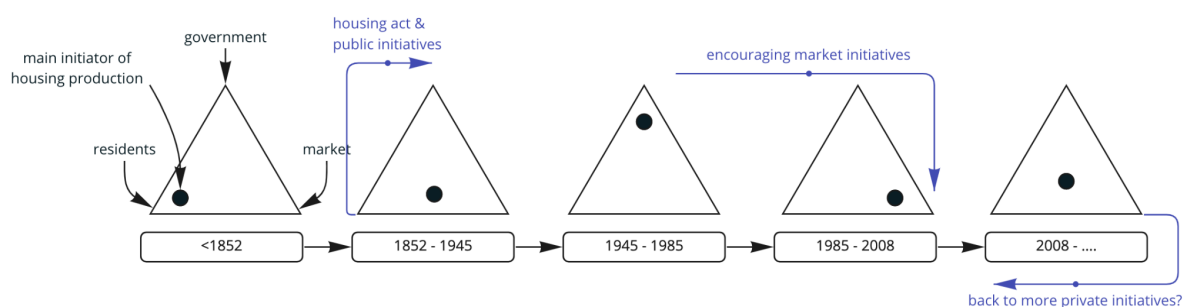 housing act &
public initiatives
government
main initiator of
housing production
encouraging market initiatives
residents
market
<1852
1852 - 1945
1945 - 1985
1985 - 2008
2008 - ....
back to more private initiatives?